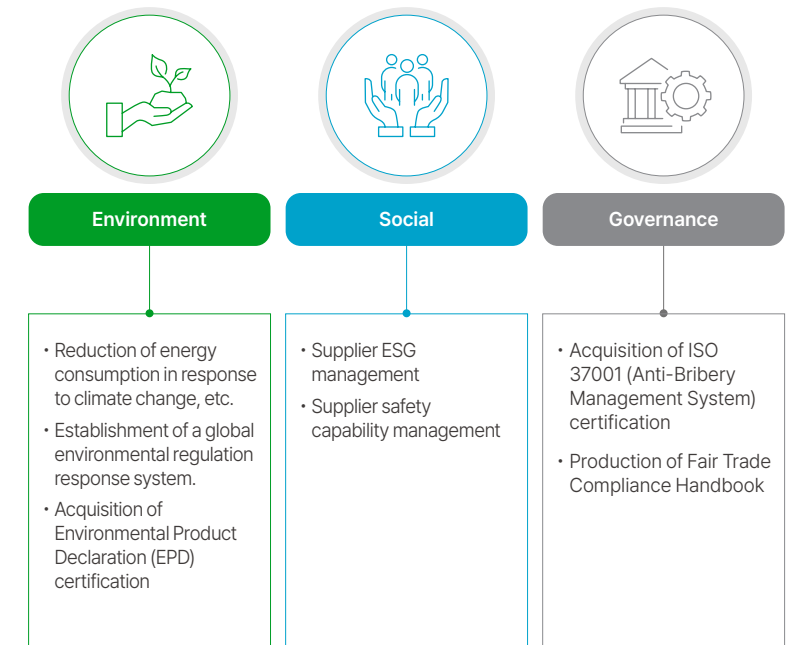 Environment
Social
Governance
· Reduction of energy
consumption in response
to climate change, etc.
· Establishment of a global
environmental regulation
response system.
· Acquisition of
Environmental Product
Declaration (EPD)
certification
· Supplier ESG
management
· Supplier safety
capability management
· Acquisition of ISO
37001 (Anti-Bribery
Management System)
certification
· Production of Fair Trade
Compliance Handbook